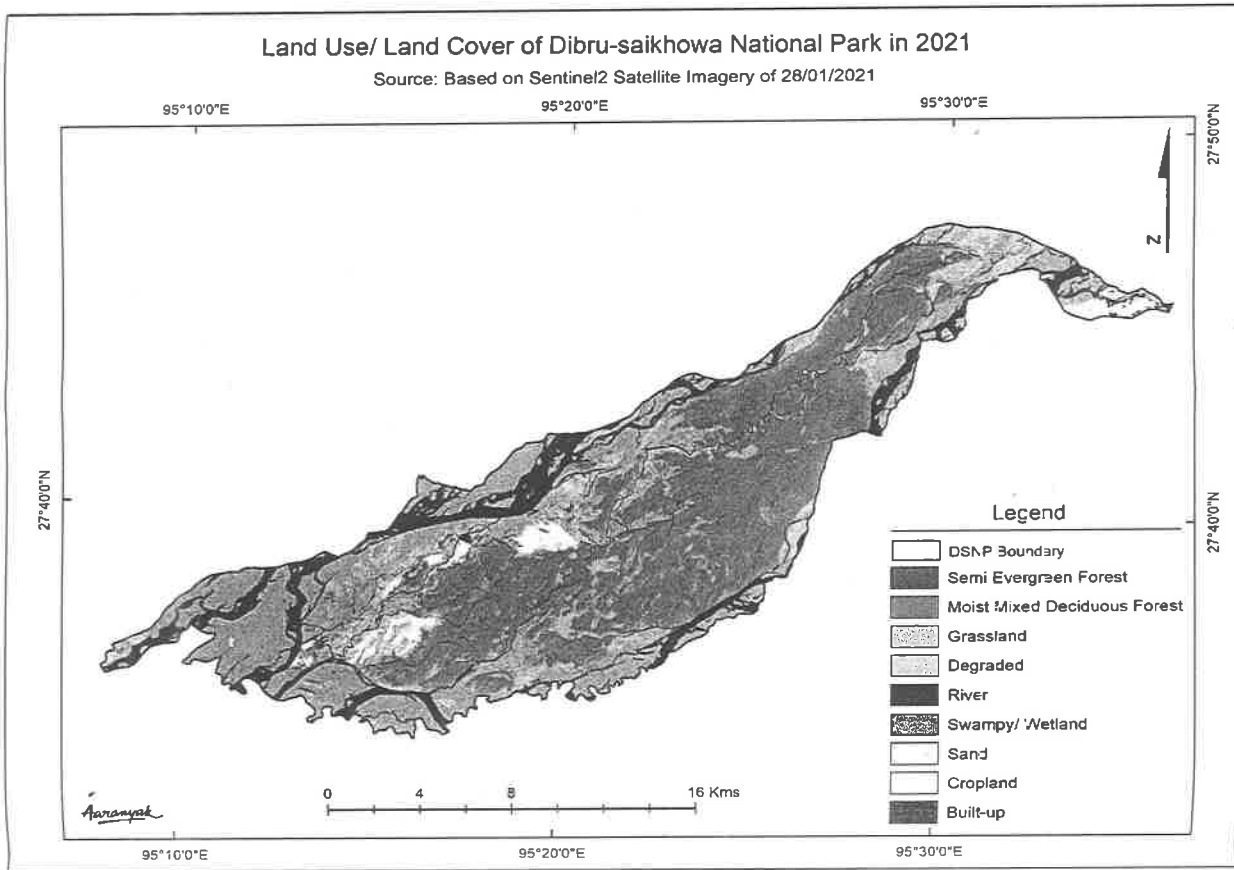 Land Use/ Land Cover of Dibru-saikhowa National Park in 2021
Source: Based on Sentinel2 Satellite Imagery of 28/01/2021
95°10'0"E 95°20'0"E 95°30'0"E
27°50'0"N
N
27°40'0"N
27°40'0"N
Legend
DSNP Boundary
Semi Evergreen Forest
Moist Mixed Deciduous Forest
Grassland
Degraded
River
Swampy/ Wetland
Sand
Cropland
Built-up
0 4 8 16 Kms
Aaranyak
95°10'0"E 95°20'0"E 95°30'0"E